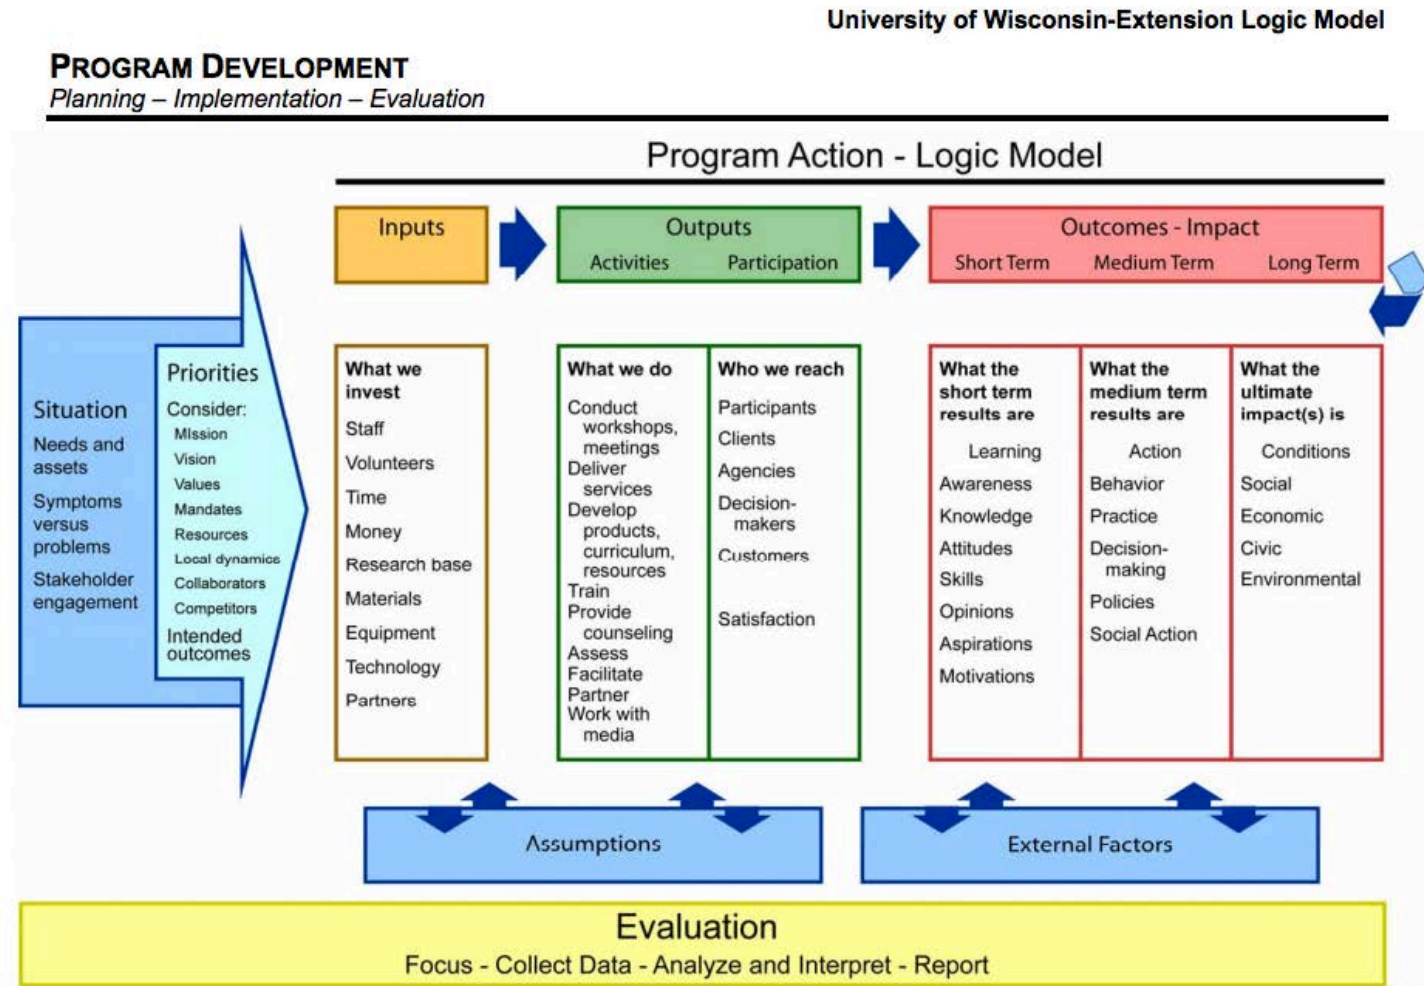 University of Wisconsin-Extension Logic Model
PROGRAM DEVELOPMENT
Planning – Implementation – Evaluation
Program Action - Logic Model
Inputs
Outputs
Activities Participation
Outcomes - Impact
Short Term Medium Term Long Term
Situation
Needs and
assets
Symptoms
versus
problems
Stakeholder
engagement
Priorities
Consider:
MIssion
Vision
Values
Mandates
Resources
Local dynamics
Collaborators
Competitors
Intended
outcomes
What we
invest
Staff
Volunteers
Time
Money
Research base
Materials
Equipment
Technology
Partners
What we do
Conduct
workshops,
meetings
Deliver
services
Develop
products,
curriculum,
resources
Train
Provide
counseling
Assess
Facilitate
Partner
Work with
media
Who we reach
Participants
Clients
Agencies
Decision-
makers
Customers
Satisfaction
What the
short term
results are
Learning
Awareness
Knowledge
Attitudes
Skills
Opinions
Aspirations
Motivations
What the
medium term
results are
Action
Behavior
Practice
Decision-
making
Policies
Social Action
What the
ultimate
impact(s) is
Conditions
Social
Economic
Civic
Environmental
Assumptions
External Factors
Evaluation
Focus - Collect Data - Analyze and Interpret - Report